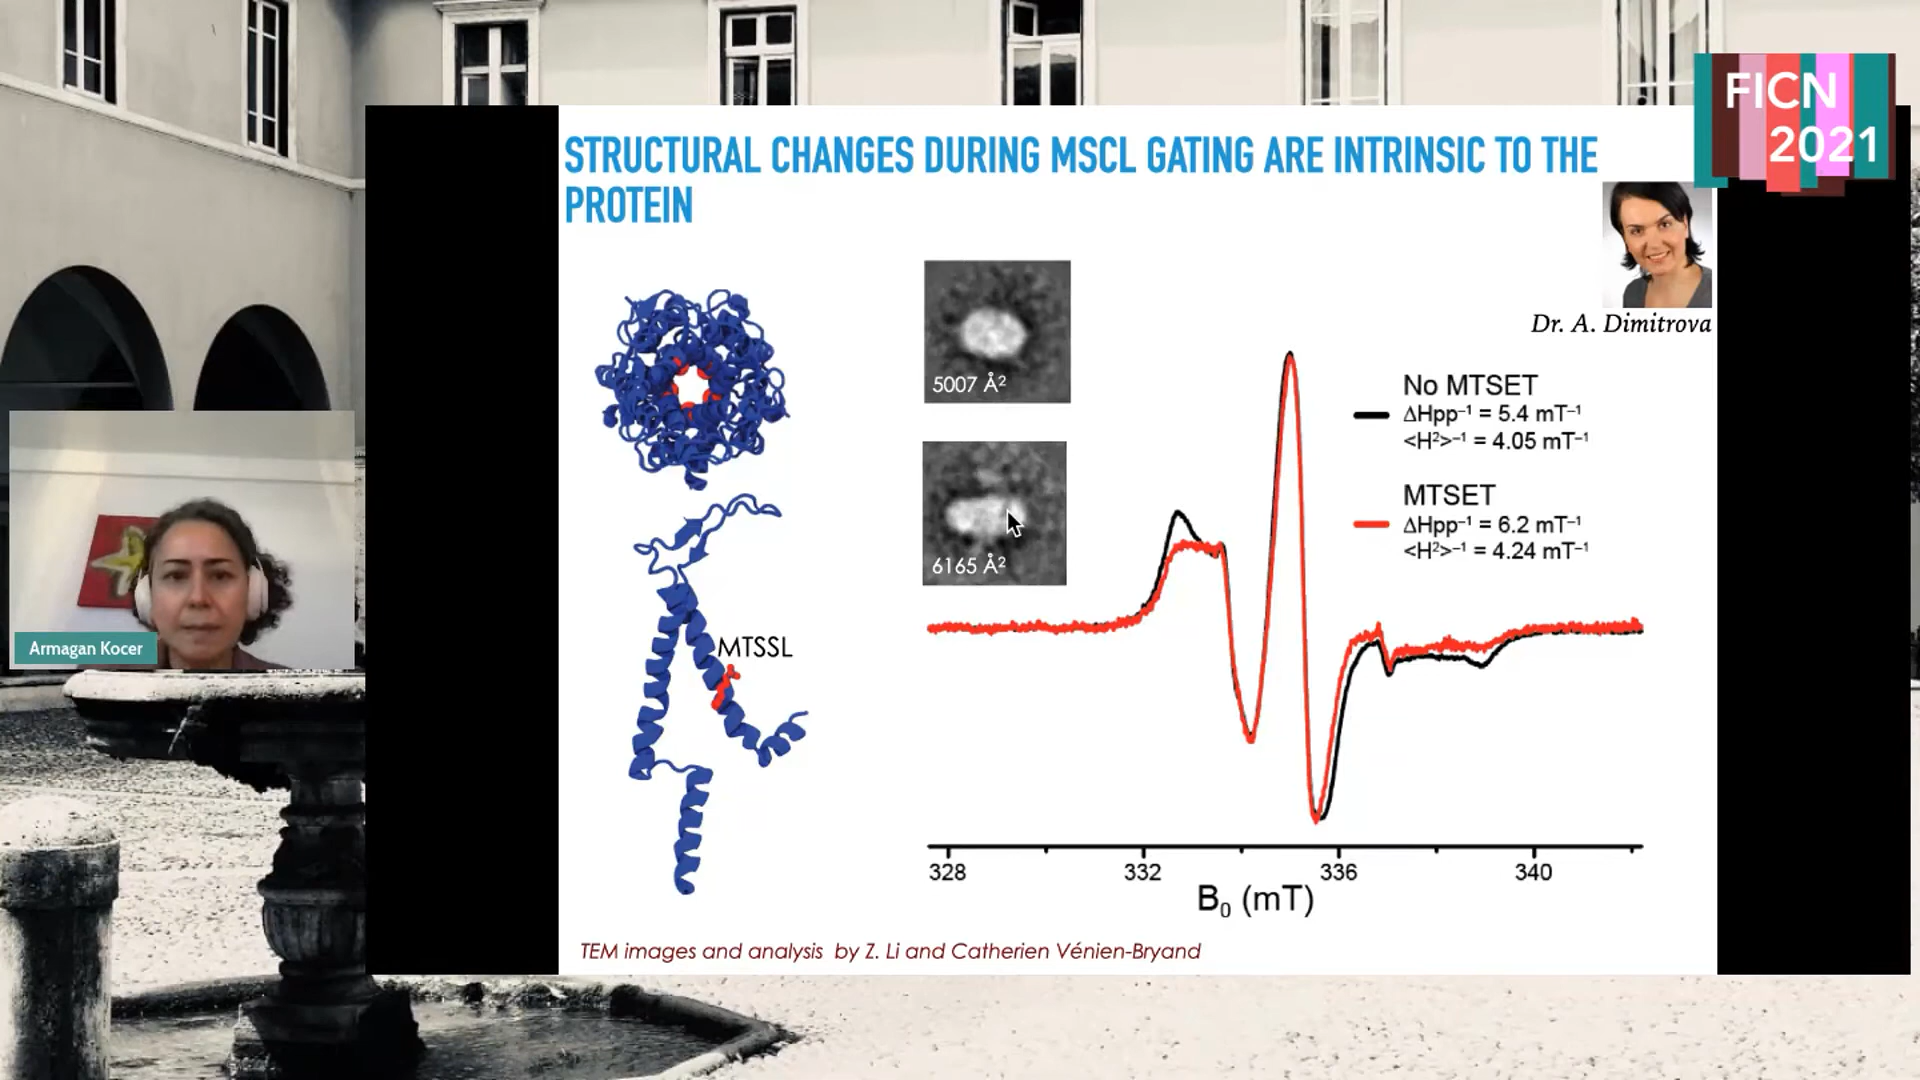 FICN
2021
STRUCTURAL CHANGES DURING MSCL GATING ARE INTRINSIC TO THE
PROTEIN
Dr. A. Dimitrova
5007 Å²
6165 Å²
No MTSET
ΔHpp⁻¹ = 5.4 mT⁻¹
<H²>⁻¹ = 4.05 mT⁻¹
MTSET
ΔHpp⁻¹ = 6.2 mT⁻¹
<H²>⁻¹ = 4.24 mT⁻¹
MTSSL
Armagan Kocer
328 332 336 340
B₀ (mT)
TEM images and analysis by Z. Li and Catherien Vénien-Bryand